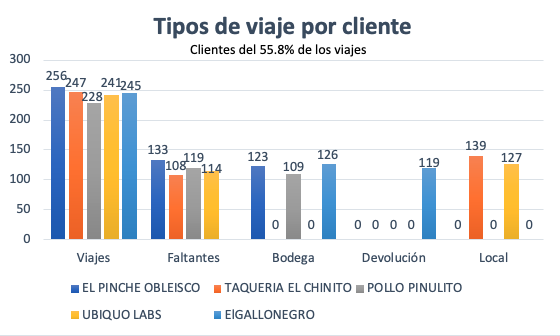 Tipos de viaje por cliente
Clientes del 55.8% de los viajes
300
250
200
150
100
50
0
256 247 228 241 245
133 108 119 114
123 0 109 0 126
0 0 0 0 119
0 139 0 127 0
Viajes Faltantes Bodega Devolución Local
EL PINCHE OBLEISCO TAQUERIA EL CHINITO POLLO PINULITO
UBIQUO LABS ElGALLONEGRO